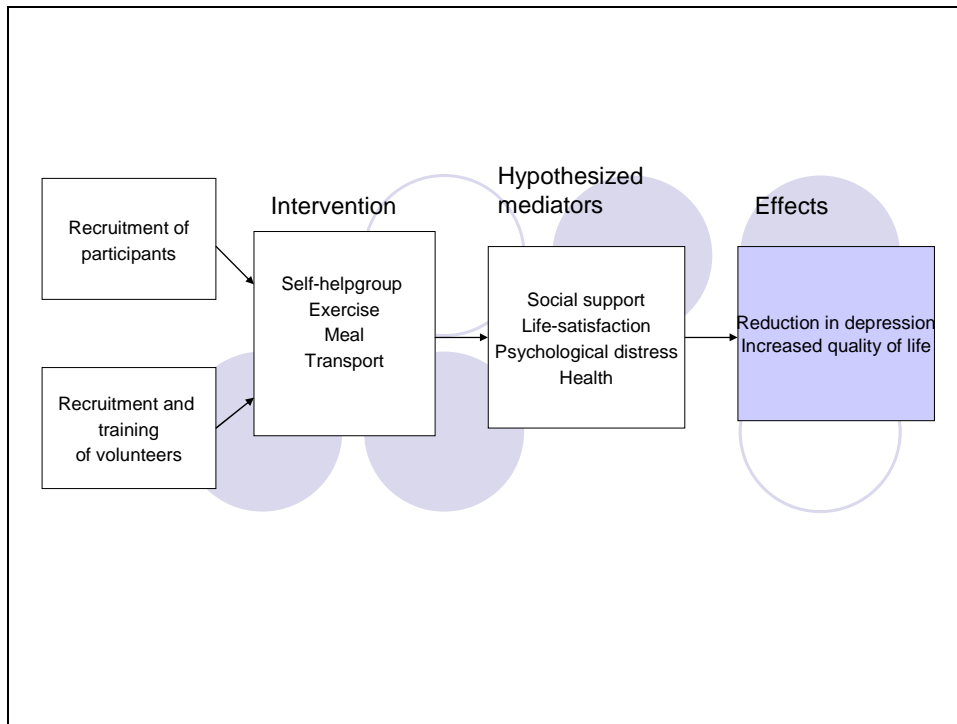 Recruitment of
participants
Recruitment and
training
of volunteers
Intervention
Self-helpgroup
Exercise
Meal
Transport
Hypothesized
mediators
Social support
Life-satisfaction
Psychological distress
Health
Effects
Reduction in depression
Increased quality of life